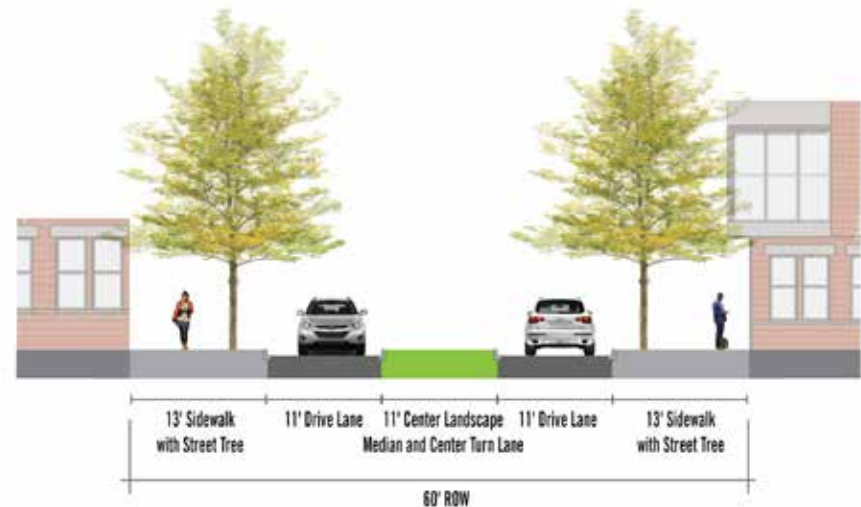 13' Sidewalk
with Street Tree
11' Drive Lane
11' Center Landscape
Median and Center Turn Lane
11' Drive Lane
13' Sidewalk
with Street Tree
60' ROW